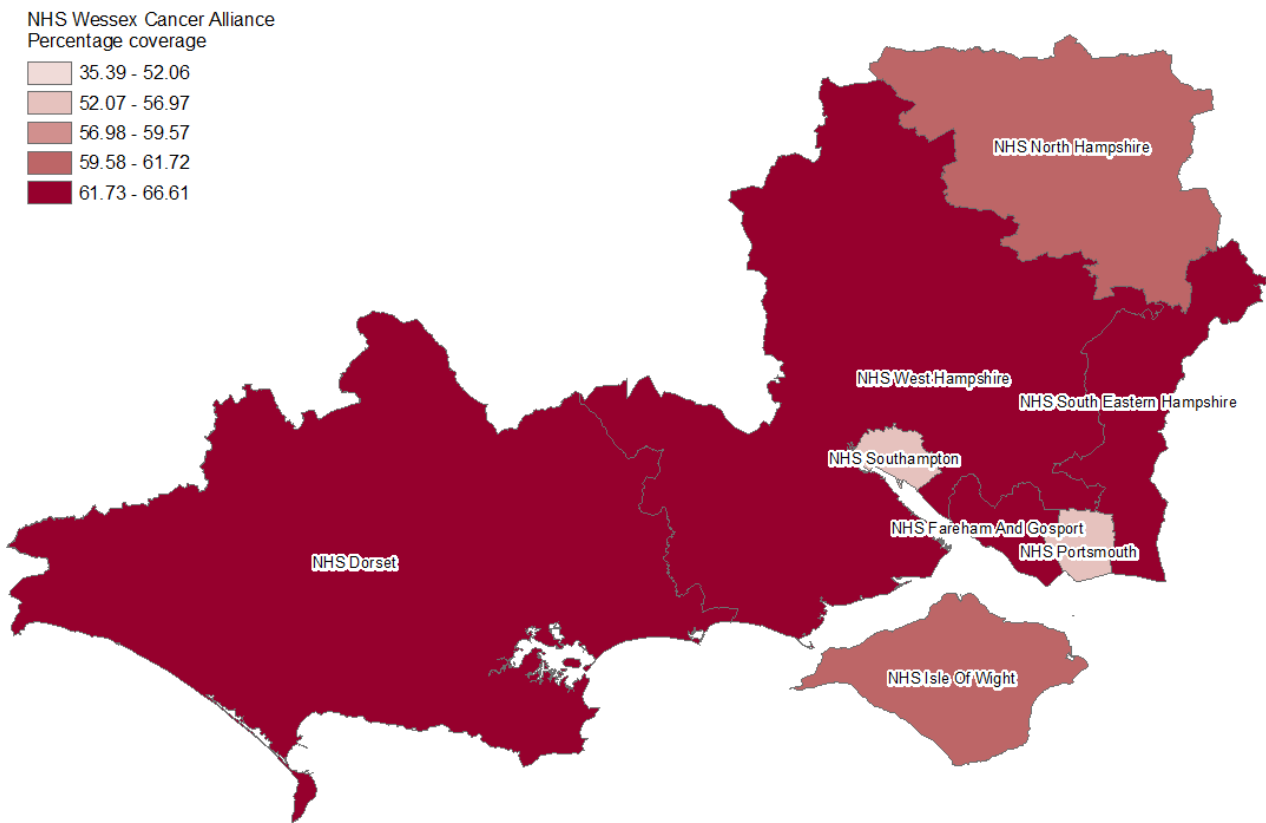 NHS Wessex Cancer Alliance
Percentage coverage
35.39 - 52.06
52.07 - 56.97
56.98 - 59.57
59.58 - 61.72
61.73 - 66.61
NHS North Hampshire
NHS West Hampshire
NHS South Eastern Hampshire
NHS Southampton
NHS Fareham And Gosport
NHS Portsmouth
NHS Dorset
NHS Isle Of Wight